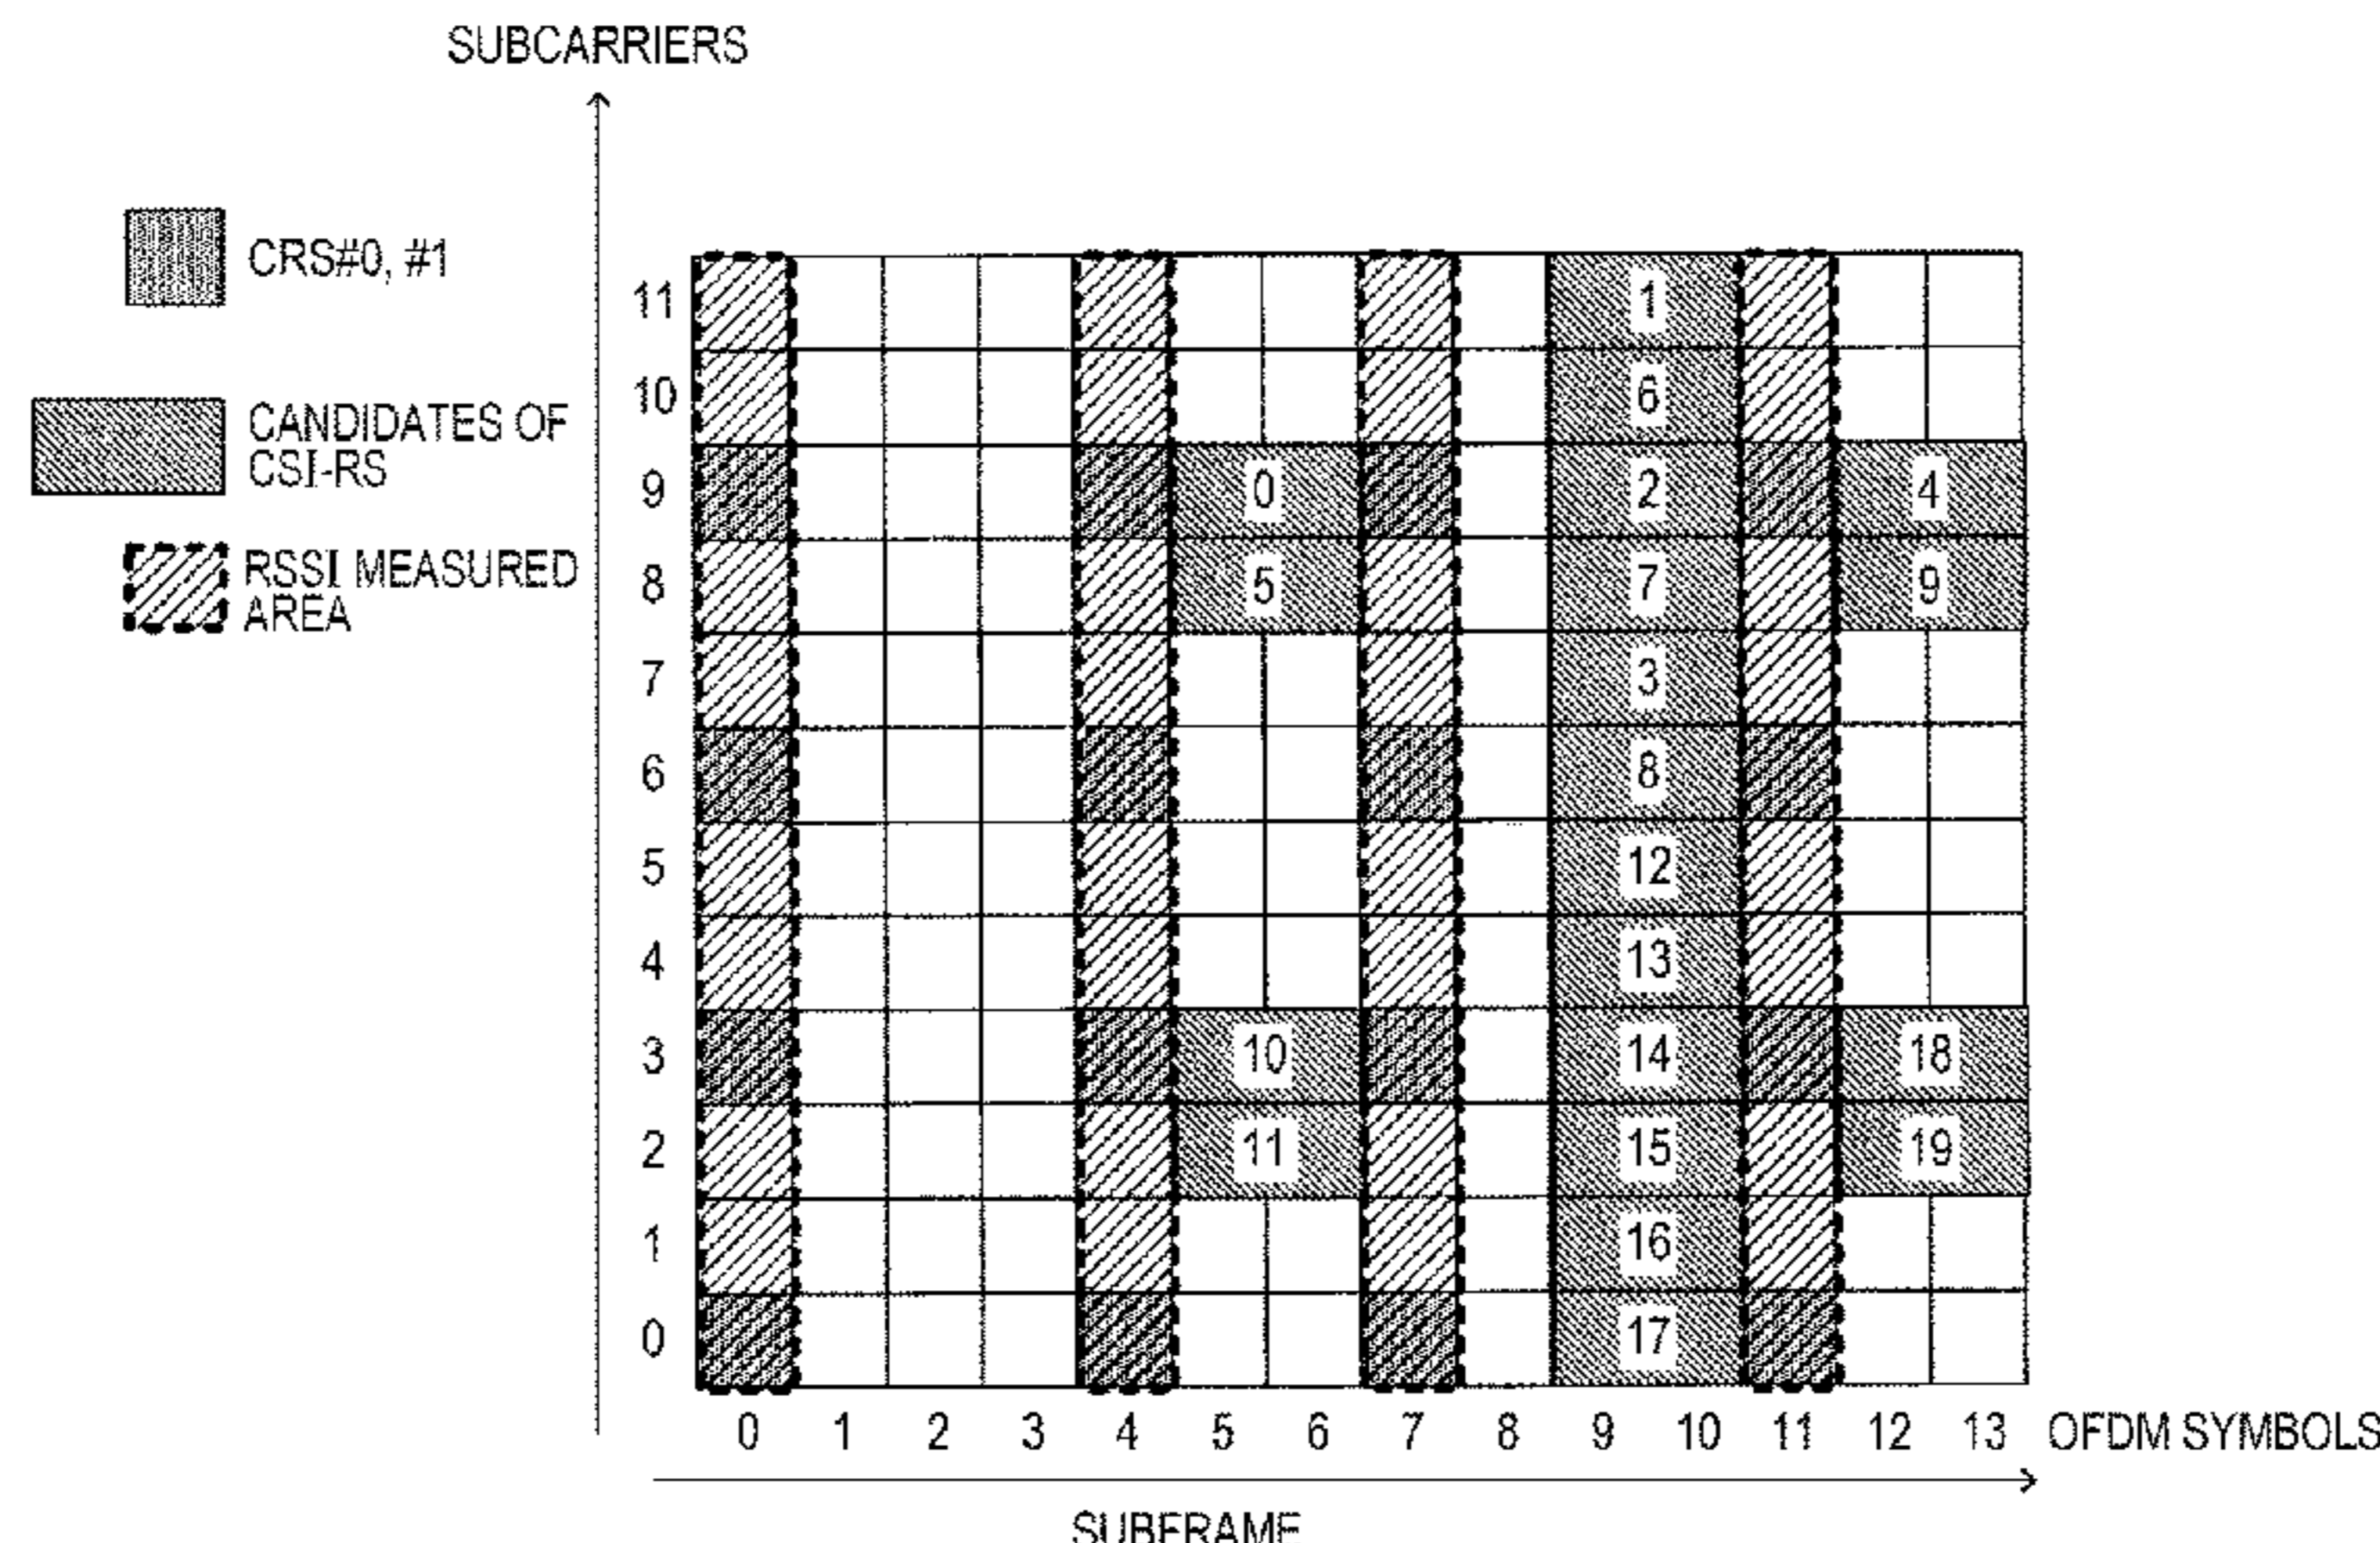 SUBCARRIERS
CRS#0, #1
CANDIDATES OF
CSI-RS
RSSI MEASURED
AREA
11 1
10 6
9 0 2 4
8 5 7 9
7 3
6 8
5 12
4 13
3 10 14 18
2 11 15 19
1 16
0 17
0 1 2 3 4 5 6 7 8 9 10 11 12 13 OFDM SYMBOLS
SUBFRAME